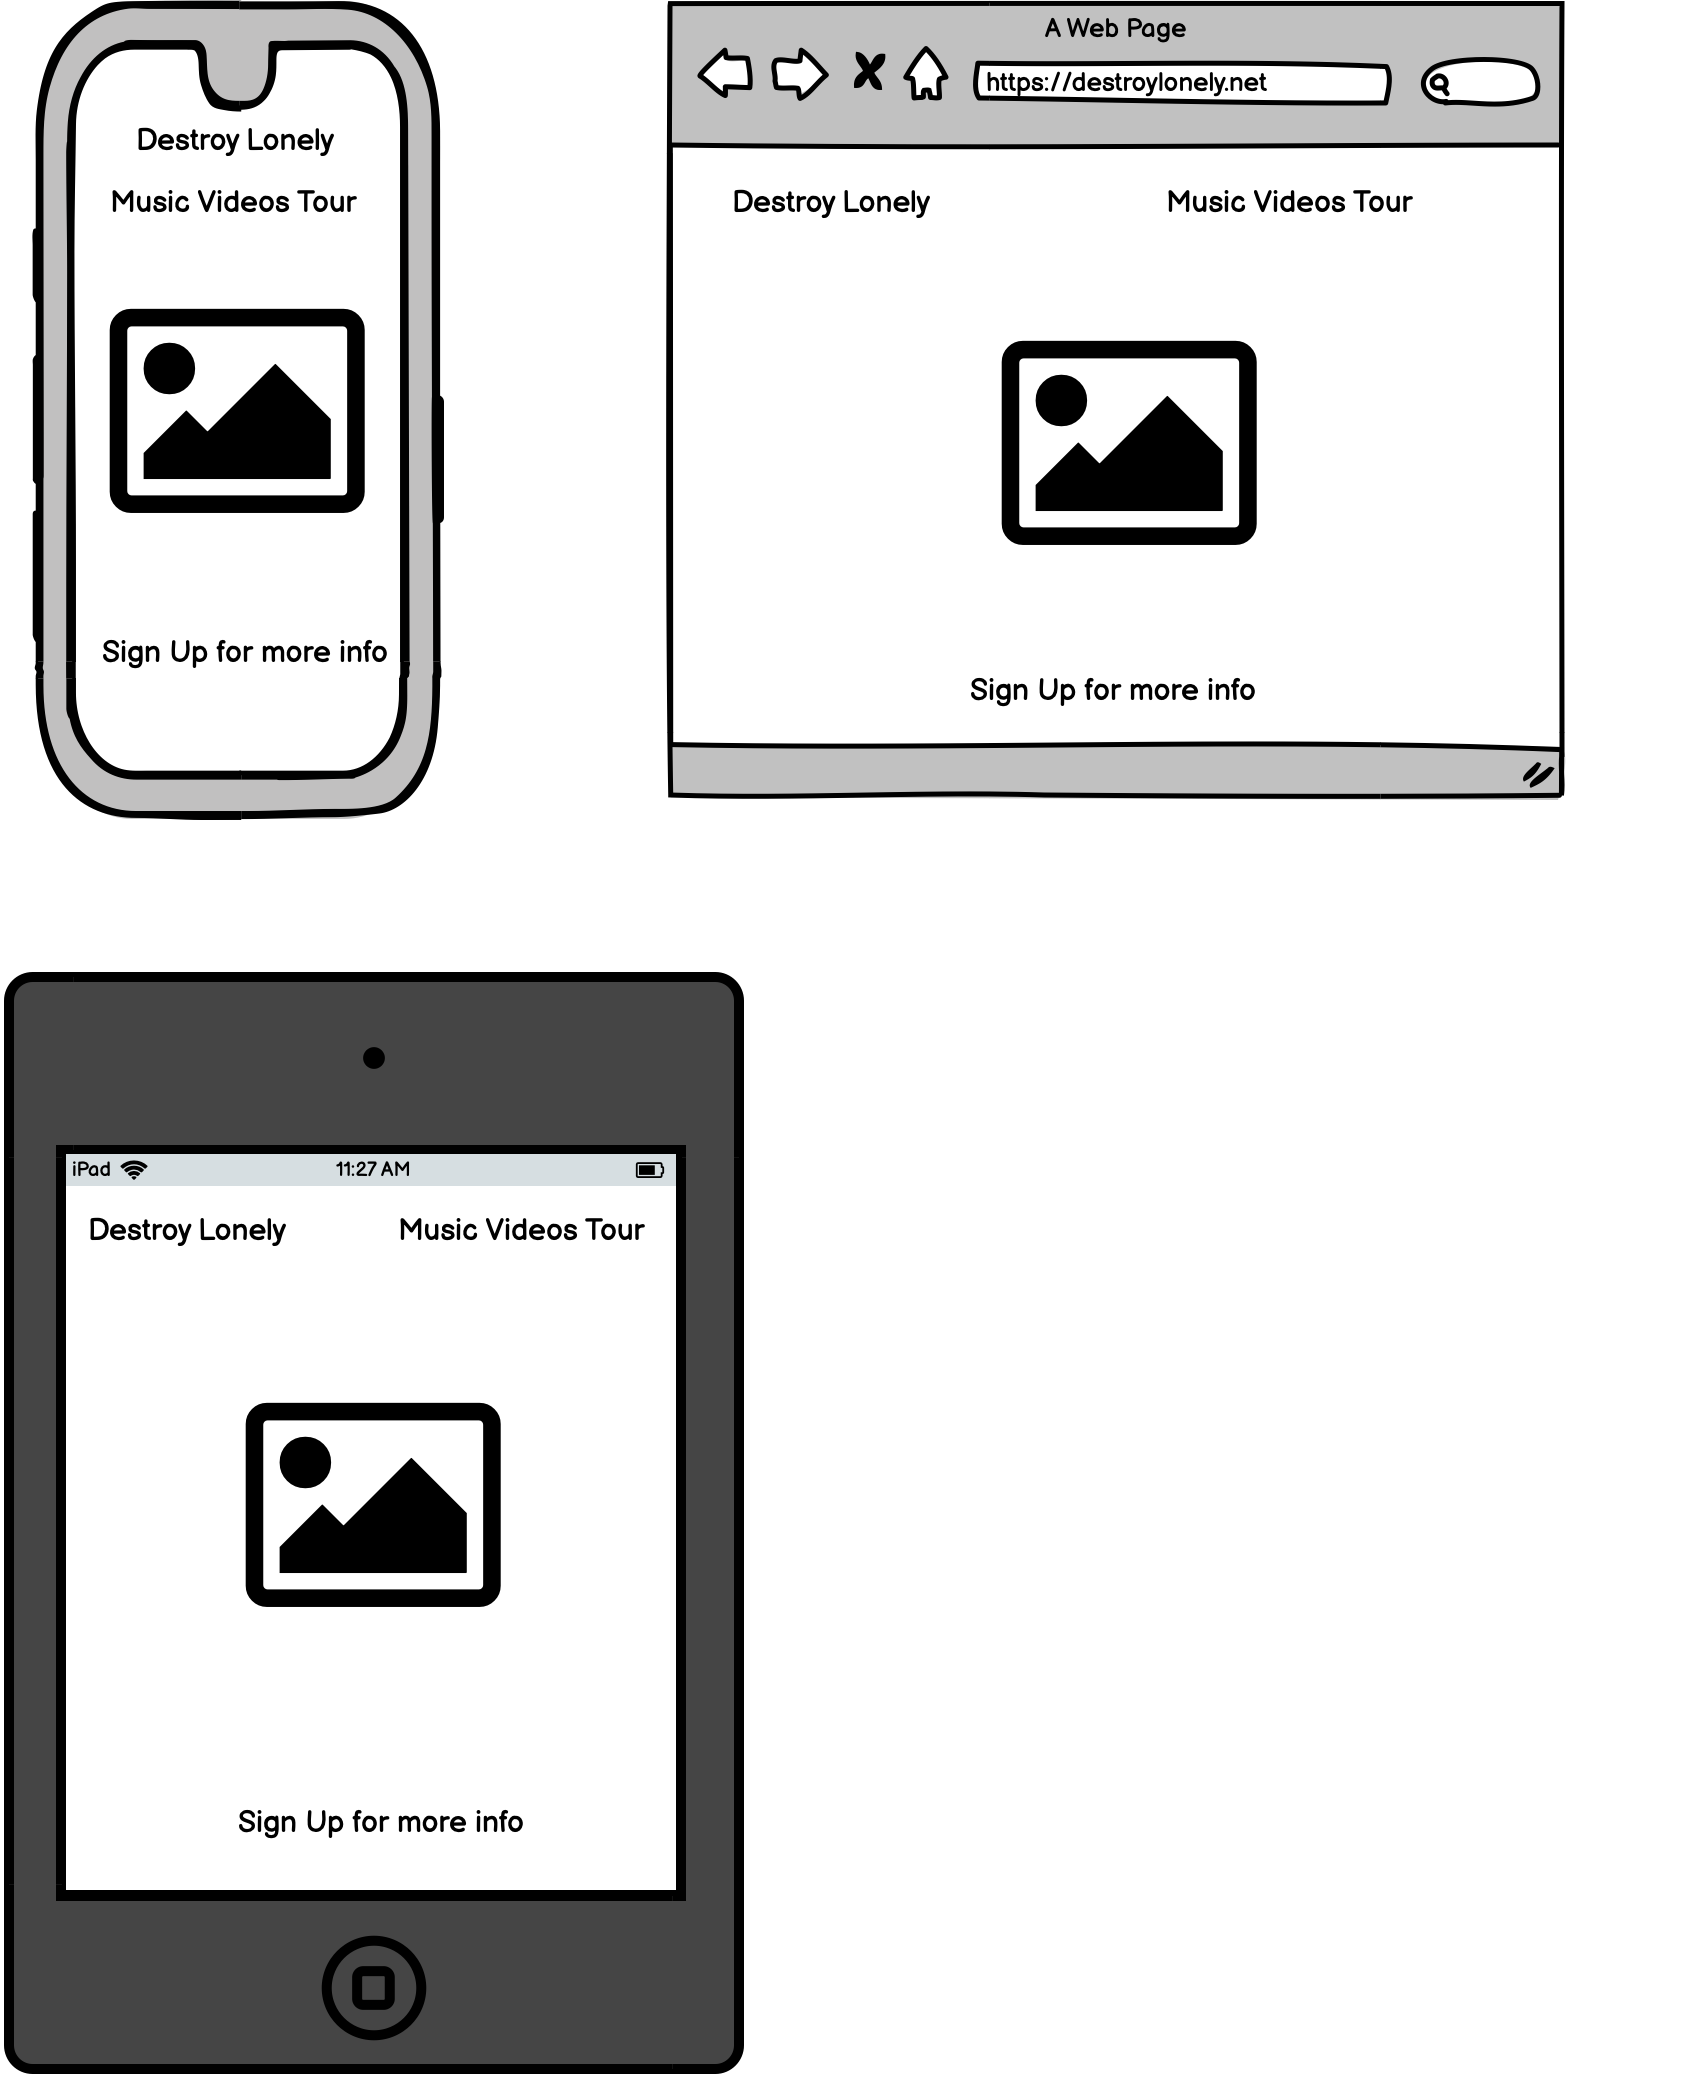 Destroy Lonely
Music Videos Tour
Sign Up for more info
A Web Page
https://destroylonely.net
Destroy Lonely Music Videos Tour
Sign Up for more info
iPad 11:27 AM
Destroy Lonely Music Videos Tour
Sign Up for more info